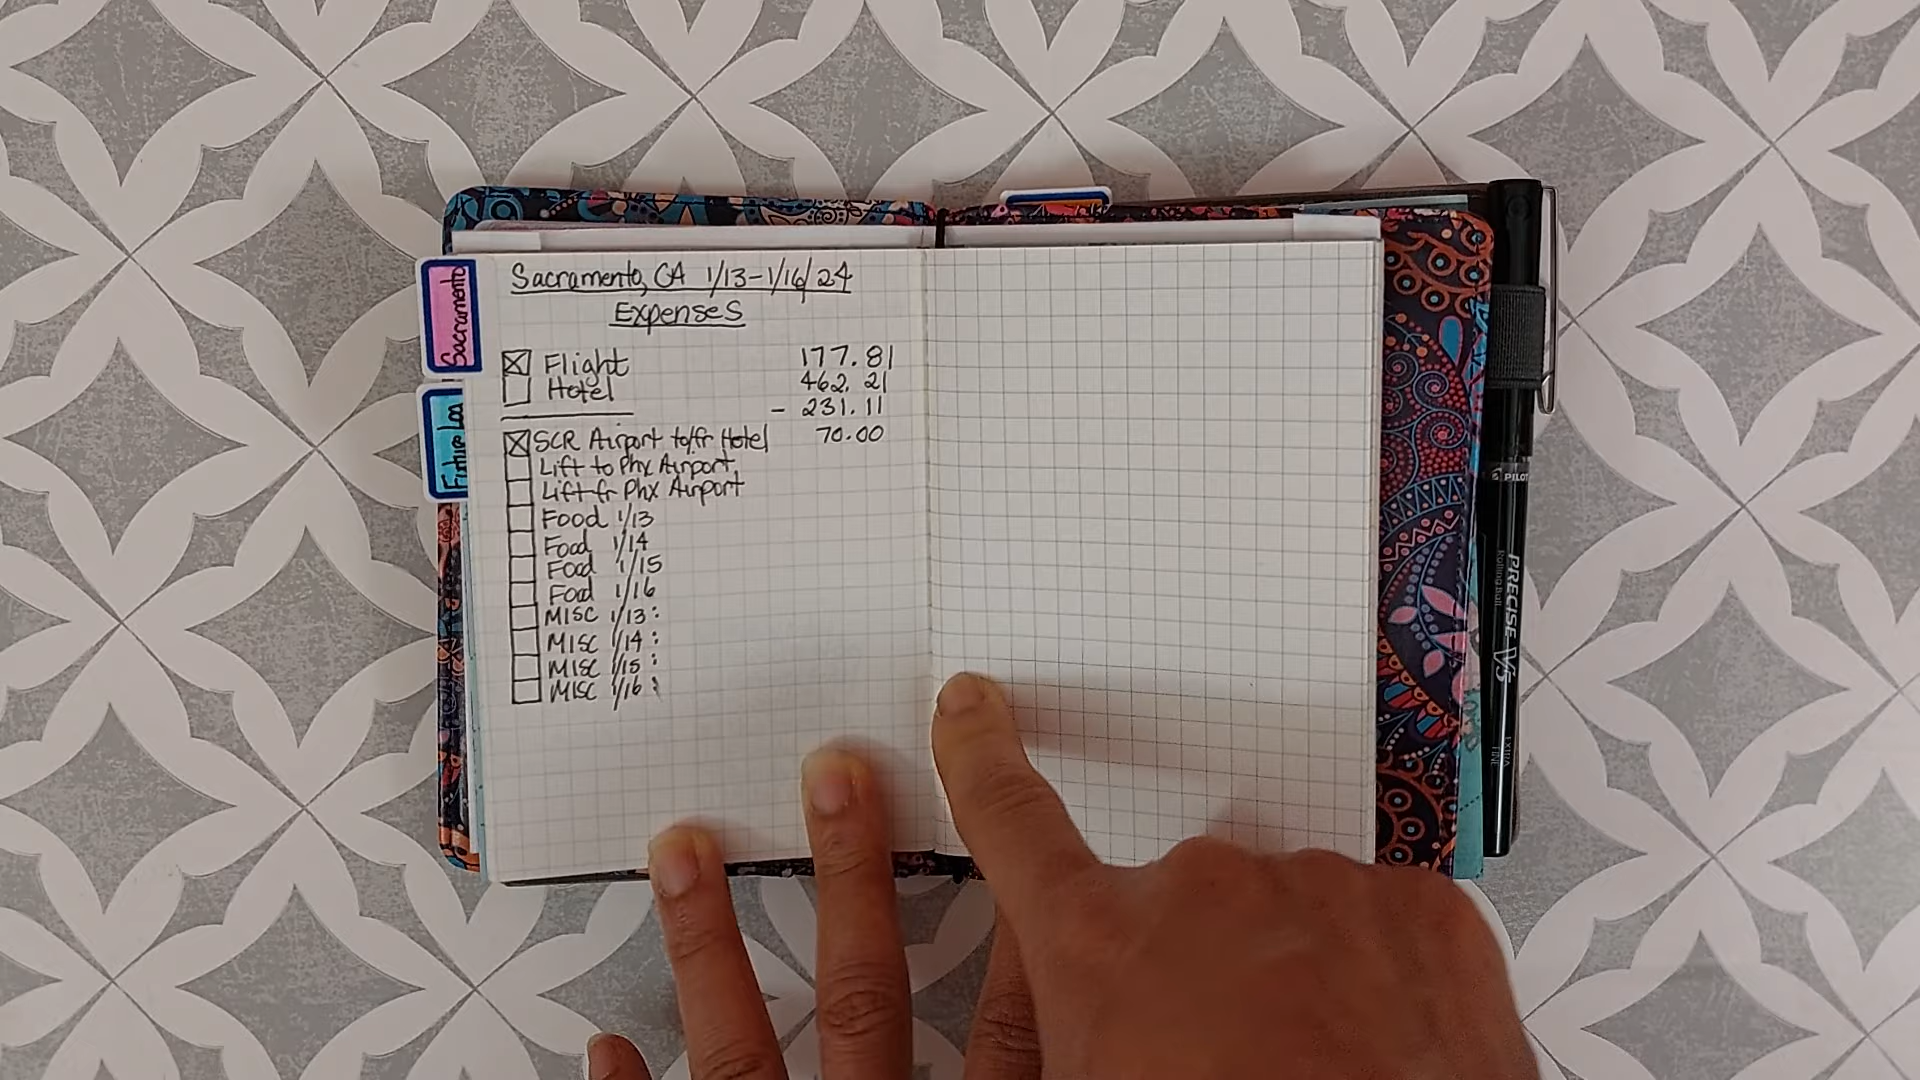 Sacramento, CA 1/13-1/16/24
Expenses
Flight 177.81
Hotel 462.21
- 231.11
SCR Airport to/fr Hotel 70.00
Lift to Phx Airport
Lift fr Phx Airport
Food 1/13
Food 1/14
Food 1/15
Food 1/16
MISC 1/13:
MISC 1/14:
MISC 1/15:
MISC 1/16:
Sacramento
Future Log
PILOT
PRECISE V5
Rolling Ball
EXTRA FINE